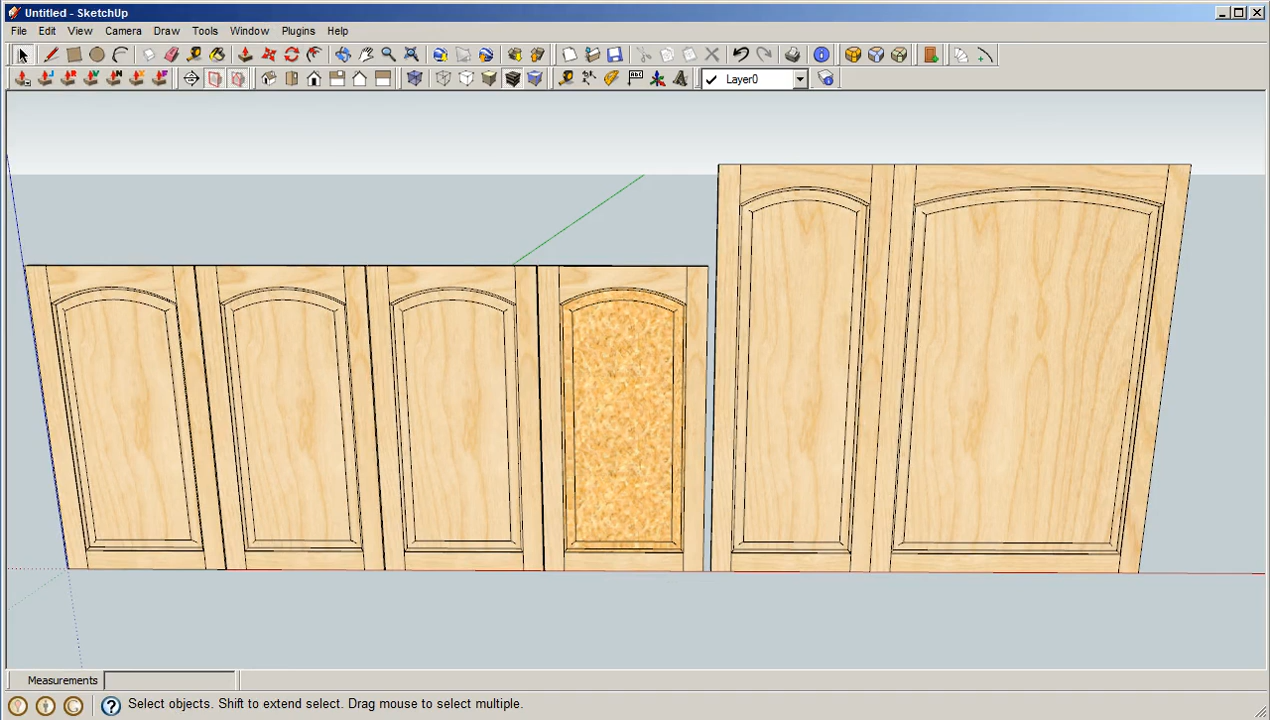 Untitled - SketchUp
File Edit View Camera Draw Tools Window Plugins Help
Layer0
Measurements
Select objects. Shift to extend select. Drag mouse to select multiple.